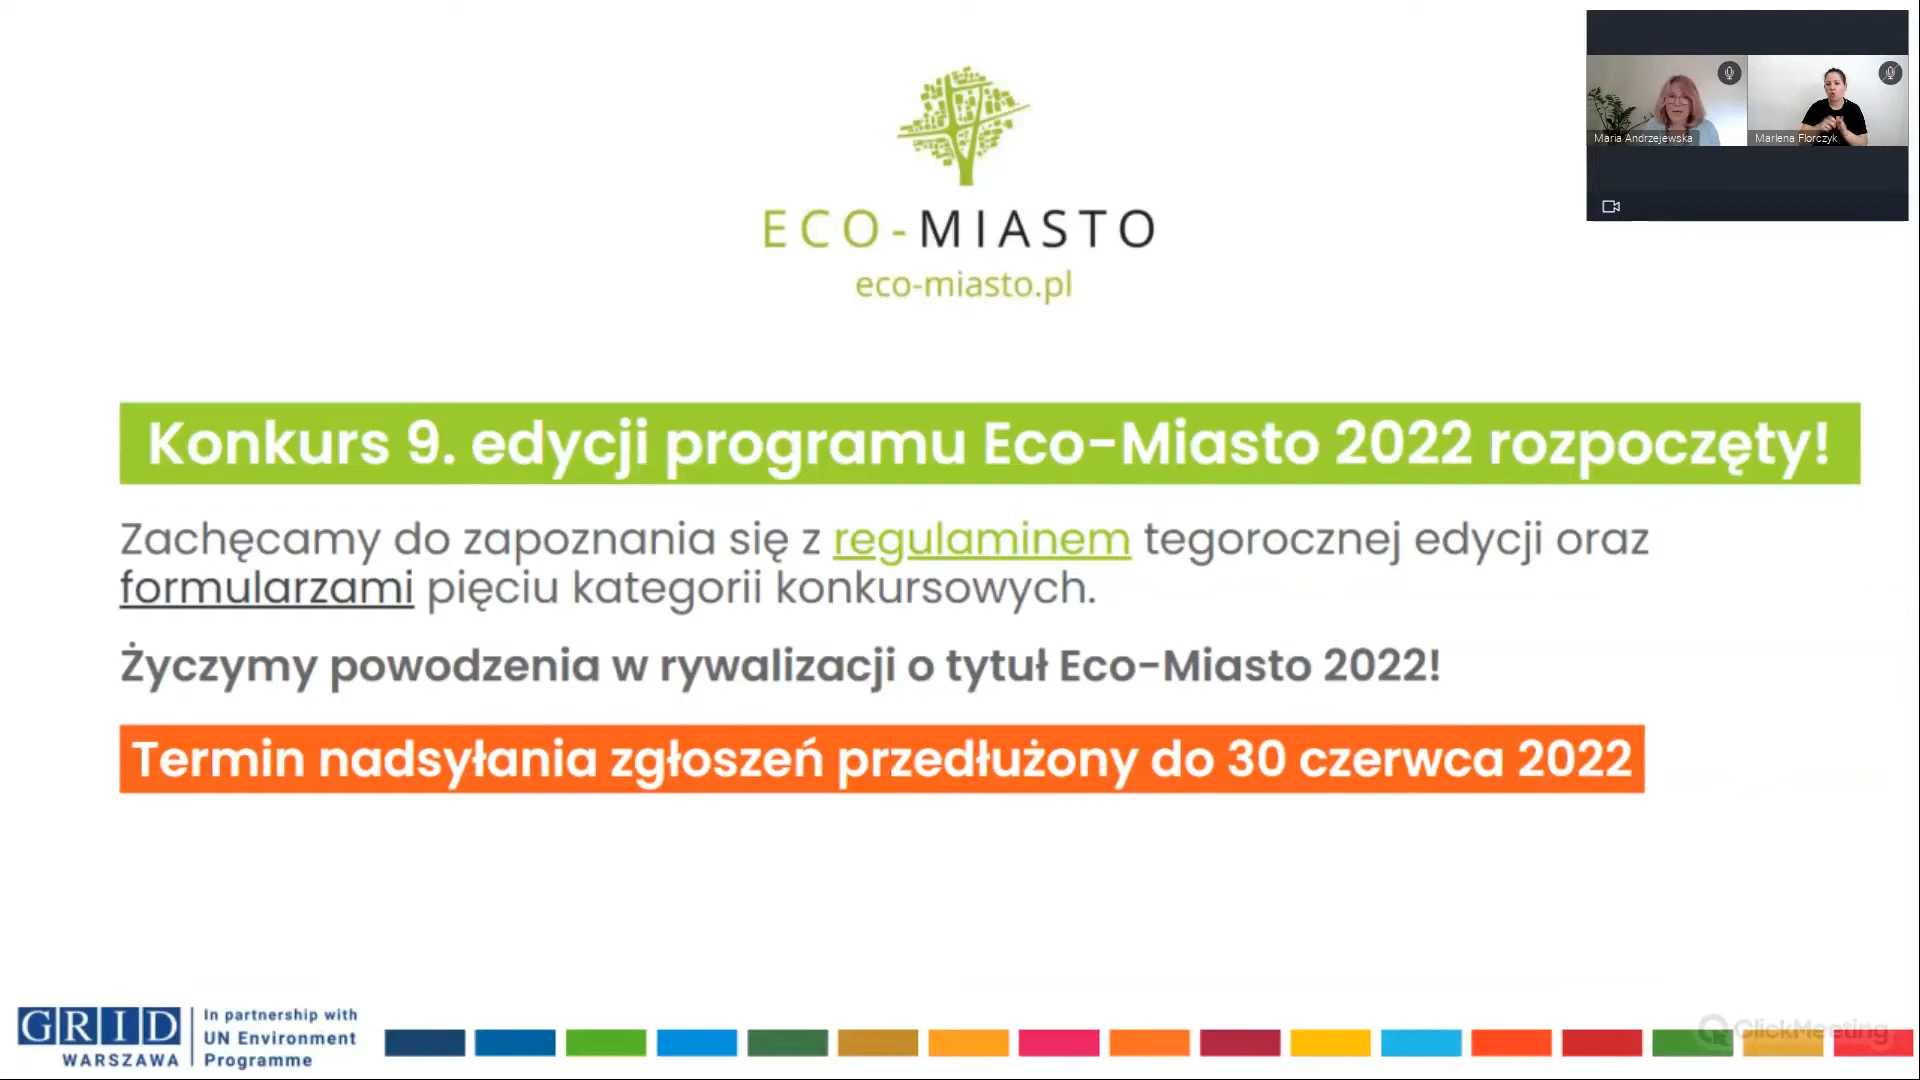 ECO-MIASTO
eco-miasto.pl
Maria Andrzejewska
Marlena Florczyk
Konkurs 9. edycji programu Eco-Miasto 2022 rozpoczęty!
Zachęcamy do zapoznania się z regulaminem tegorocznej edycji oraz
formularzami pięciu kategorii konkursowych.
Życzymy powodzenia w rywalizacji o tytuł Eco-Miasto 2022!
Termin nadsyłania zgłoszeń przedłużony do 30 czerwca 2022
GRID
WARSZAWA
In partnership with
UN Environment
Programme
ClickMeeting